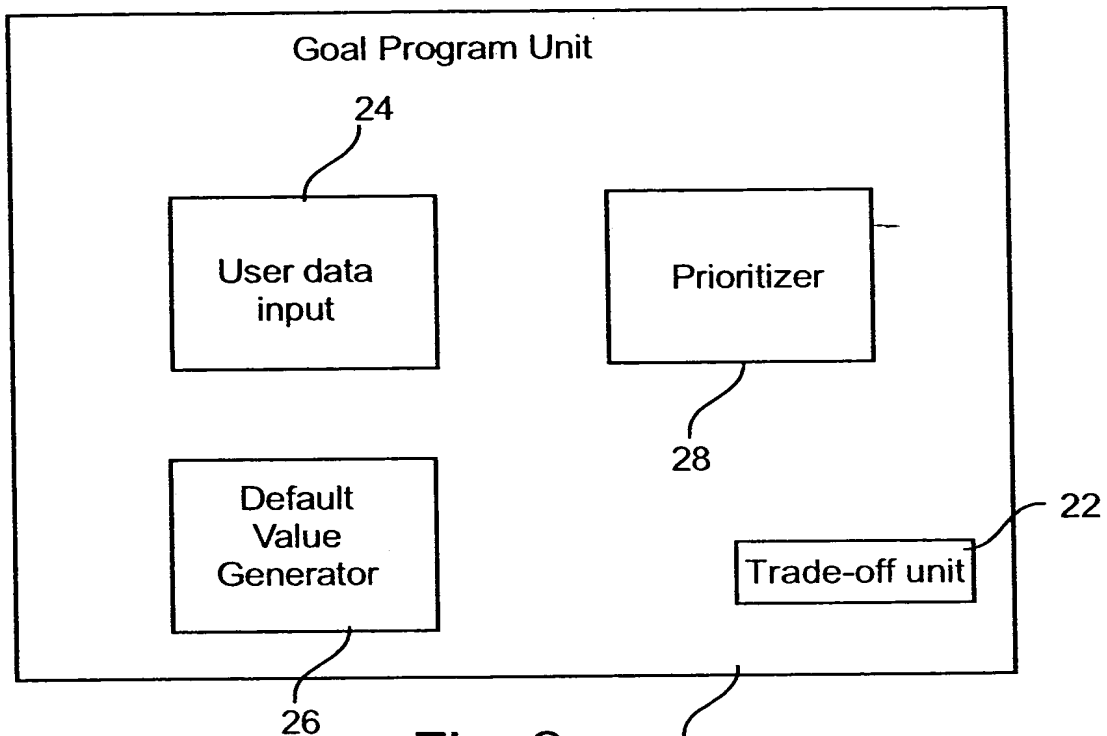 Goal Program Unit
24
User data
input
Prioritizer
28
Default
Value
Generator
22
Trade-off unit
26